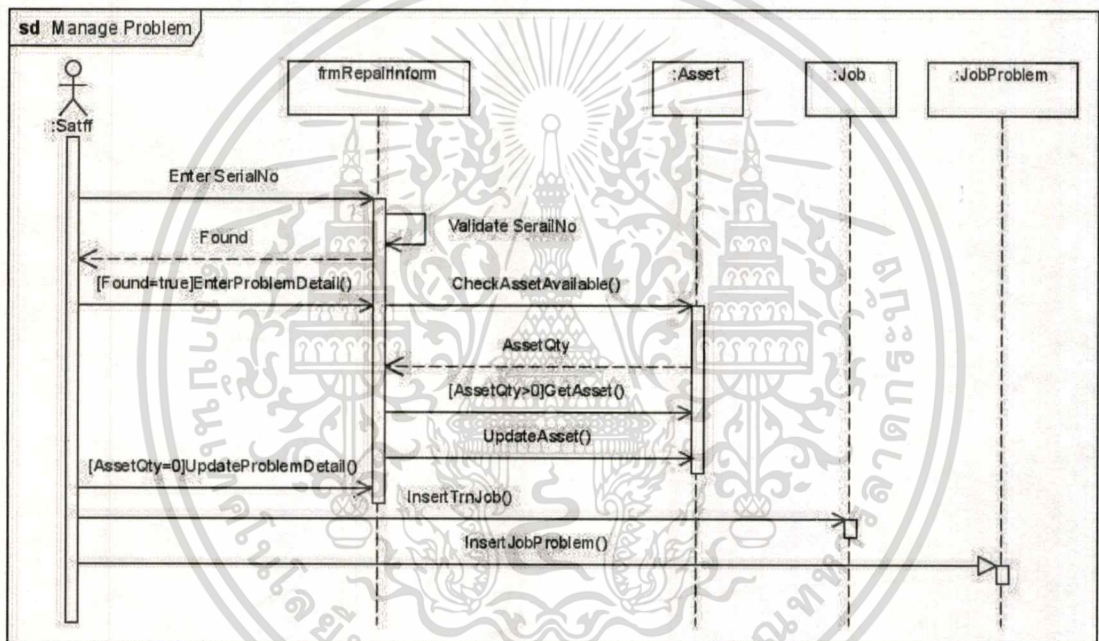 sd Manage Problem
frmRepairInform
:Asset
:Job
:JobProblem
:Satff
Enter SerialNo
Validate SerailNo
Found
[Found=true]EnterProblemDetail()
CheckAssetAvailable()
AssetQty
[AssetQty>0]GetAsset()
UpdateAsset()
[AssetQty=0]UpdateProblemDetail()
InsertTrnJob()
InsertJobProblem()